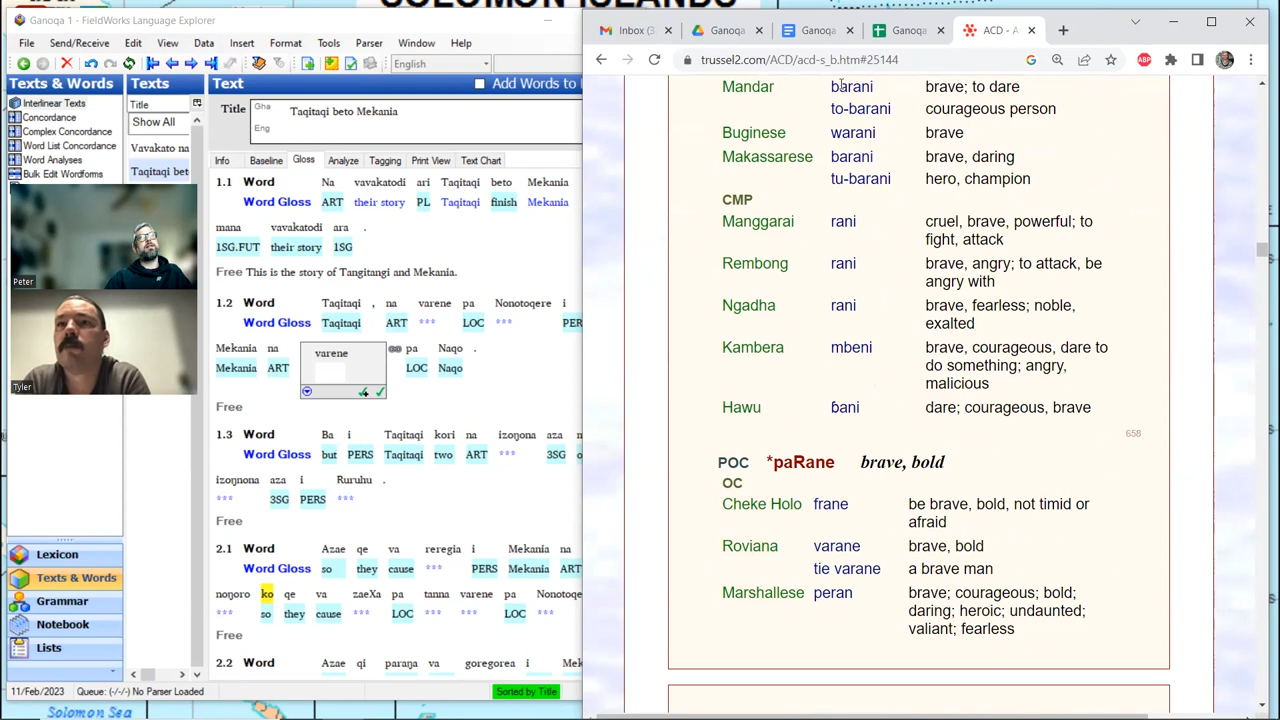 SOLOMON ISLANDS
Ganoqa 1 - FieldWorks Language Explorer
File Send/Receive Edit View Data Insert Format Tools Parser Window Help
English
Texts & Words
Interlinear Texts
Concordance
Complex Concordance
Word List Concordance
Word Analyses
Bulk Edit Wordforms
Texts
Title
Show All
Vavakato na
Taqitaqi bet
Peter
Tyler
Lexicon
Texts & Words
Grammar
Notebook
Lists
Text
Add Words to
Title
Gha
Taqitaqi beto Mekania
Eng
Info Baseline Gloss Analyze Tagging Print View Text Chart
1.1 Word Na vavakatodi ari Taqitaqi beto Mekania
Word Gloss ART their story PL Taqitaqi finish Mekania
mana vavakatodi ara .
1SG.FUT their story 1SG
Free This is the story of Tangitangi and Mekania.
1.2 Word Taqitaqi , na varene pa Nonotoqere i
Word Gloss Taqitaqi ART *** LOC *** PER
Mekania na varene pa Naqo .
Mekania ART LOC Naqo
Free
1.3 Word Ba i Taqitaqi kori na izoŋona aza
Word Gloss but PERS Taqitaqi two ART *** 3SG
izoŋonona aza i Ruruhu .
*** 3SG PERS ***
Free
2.1 Word Azae qe va reregia i Mekania na
Word Gloss so they cause *** PERS Mekania ART
noŋoro ko qe va zaeXa pa tanna varene pa Nonotoqe
*** so they cause *** LOC *** *** LOC ***
Free
2.2 Word Azae qi paraŋa va goregorea i Mek
11/Feb/2023 Queue: (-/-/-) No Parser Loaded Sorted by Title
Solomon Sea
Inbox (3 Ganoqa Ganoqa Ganoqa ACD - A
trussel2.com/ACD/acd-s_b.htm#25144
Mandar barani brave; to dare
to-barani courageous person
Buginese warani brave
Makassarese barani brave, daring
tu-barani hero, champion
CMP
Manggarai rani cruel, brave, powerful; to
fight, attack
Rembong rani brave, angry; to attack, be
angry with
Ngadha rani brave, fearless; noble,
exalted
Kambera mbeni brave, courageous, dare to
do something; angry,
malicious
Hawu ɓani dare; courageous, brave
658
POC *paRane brave, bold
OC
Cheke Holo frane be brave, bold, not timid or
afraid
Roviana varane brave, bold
tie varane a brave man
Marshallese peran brave; courageous; bold;
daring; heroic; undaunted;
valiant; fearless